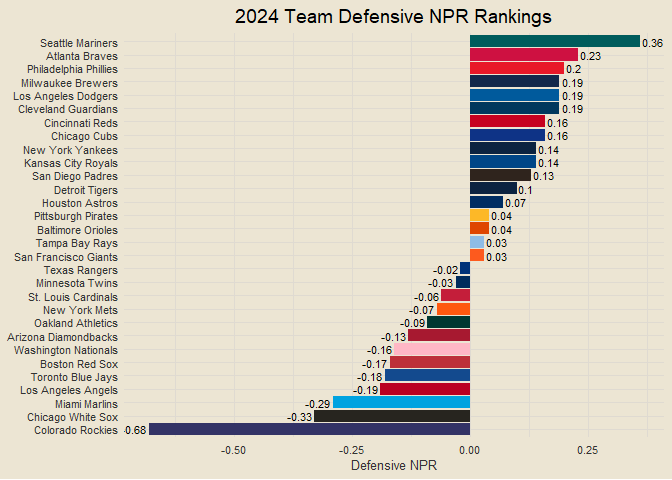 2024 Team Defensive NPR Rankings
Seattle Mariners 0.36
Atlanta Braves 0.23
Philadelphia Phillies 0.2
Milwaukee Brewers 0.19
Los Angeles Dodgers 0.19
Cleveland Guardians 0.19
Cincinnati Reds 0.16
Chicago Cubs 0.16
New York Yankees 0.14
Kansas City Royals 0.14
San Diego Padres 0.13
Detroit Tigers 0.1
Houston Astros 0.07
Pittsburgh Pirates 0.04
Baltimore Orioles 0.04
Tampa Bay Rays 0.03
San Francisco Giants 0.03
Texas Rangers -0.02
Minnesota Twins -0.03
St. Louis Cardinals -0.06
New York Mets -0.07
Oakland Athletics -0.09
Arizona Diamondbacks -0.13
Washington Nationals -0.16
Boston Red Sox -0.17
Toronto Blue Jays -0.18
Los Angeles Angels -0.19
Miami Marlins -0.29
Chicago White Sox -0.33
Colorado Rockies -0.68
-0.50 -0.25 0.00 0.25
Defensive NPR